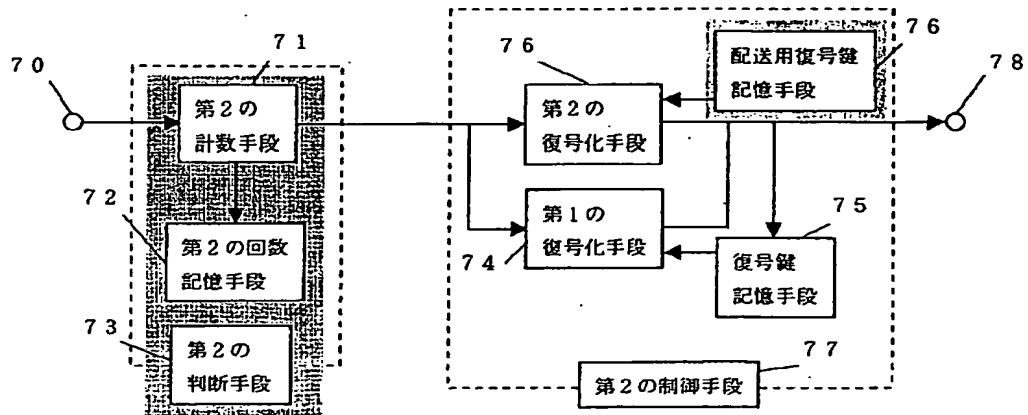 ７０
７１
第２の
計数手段
７２
第２の回数
記憶手段
７３
第２の
判断手段
７６
第２の
復号化手段
配送用復号鍵
記憶手段
７６
７８
第１の
復号化手段
７４
７５
復号鍵
記憶手段
７７
第２の制御手段